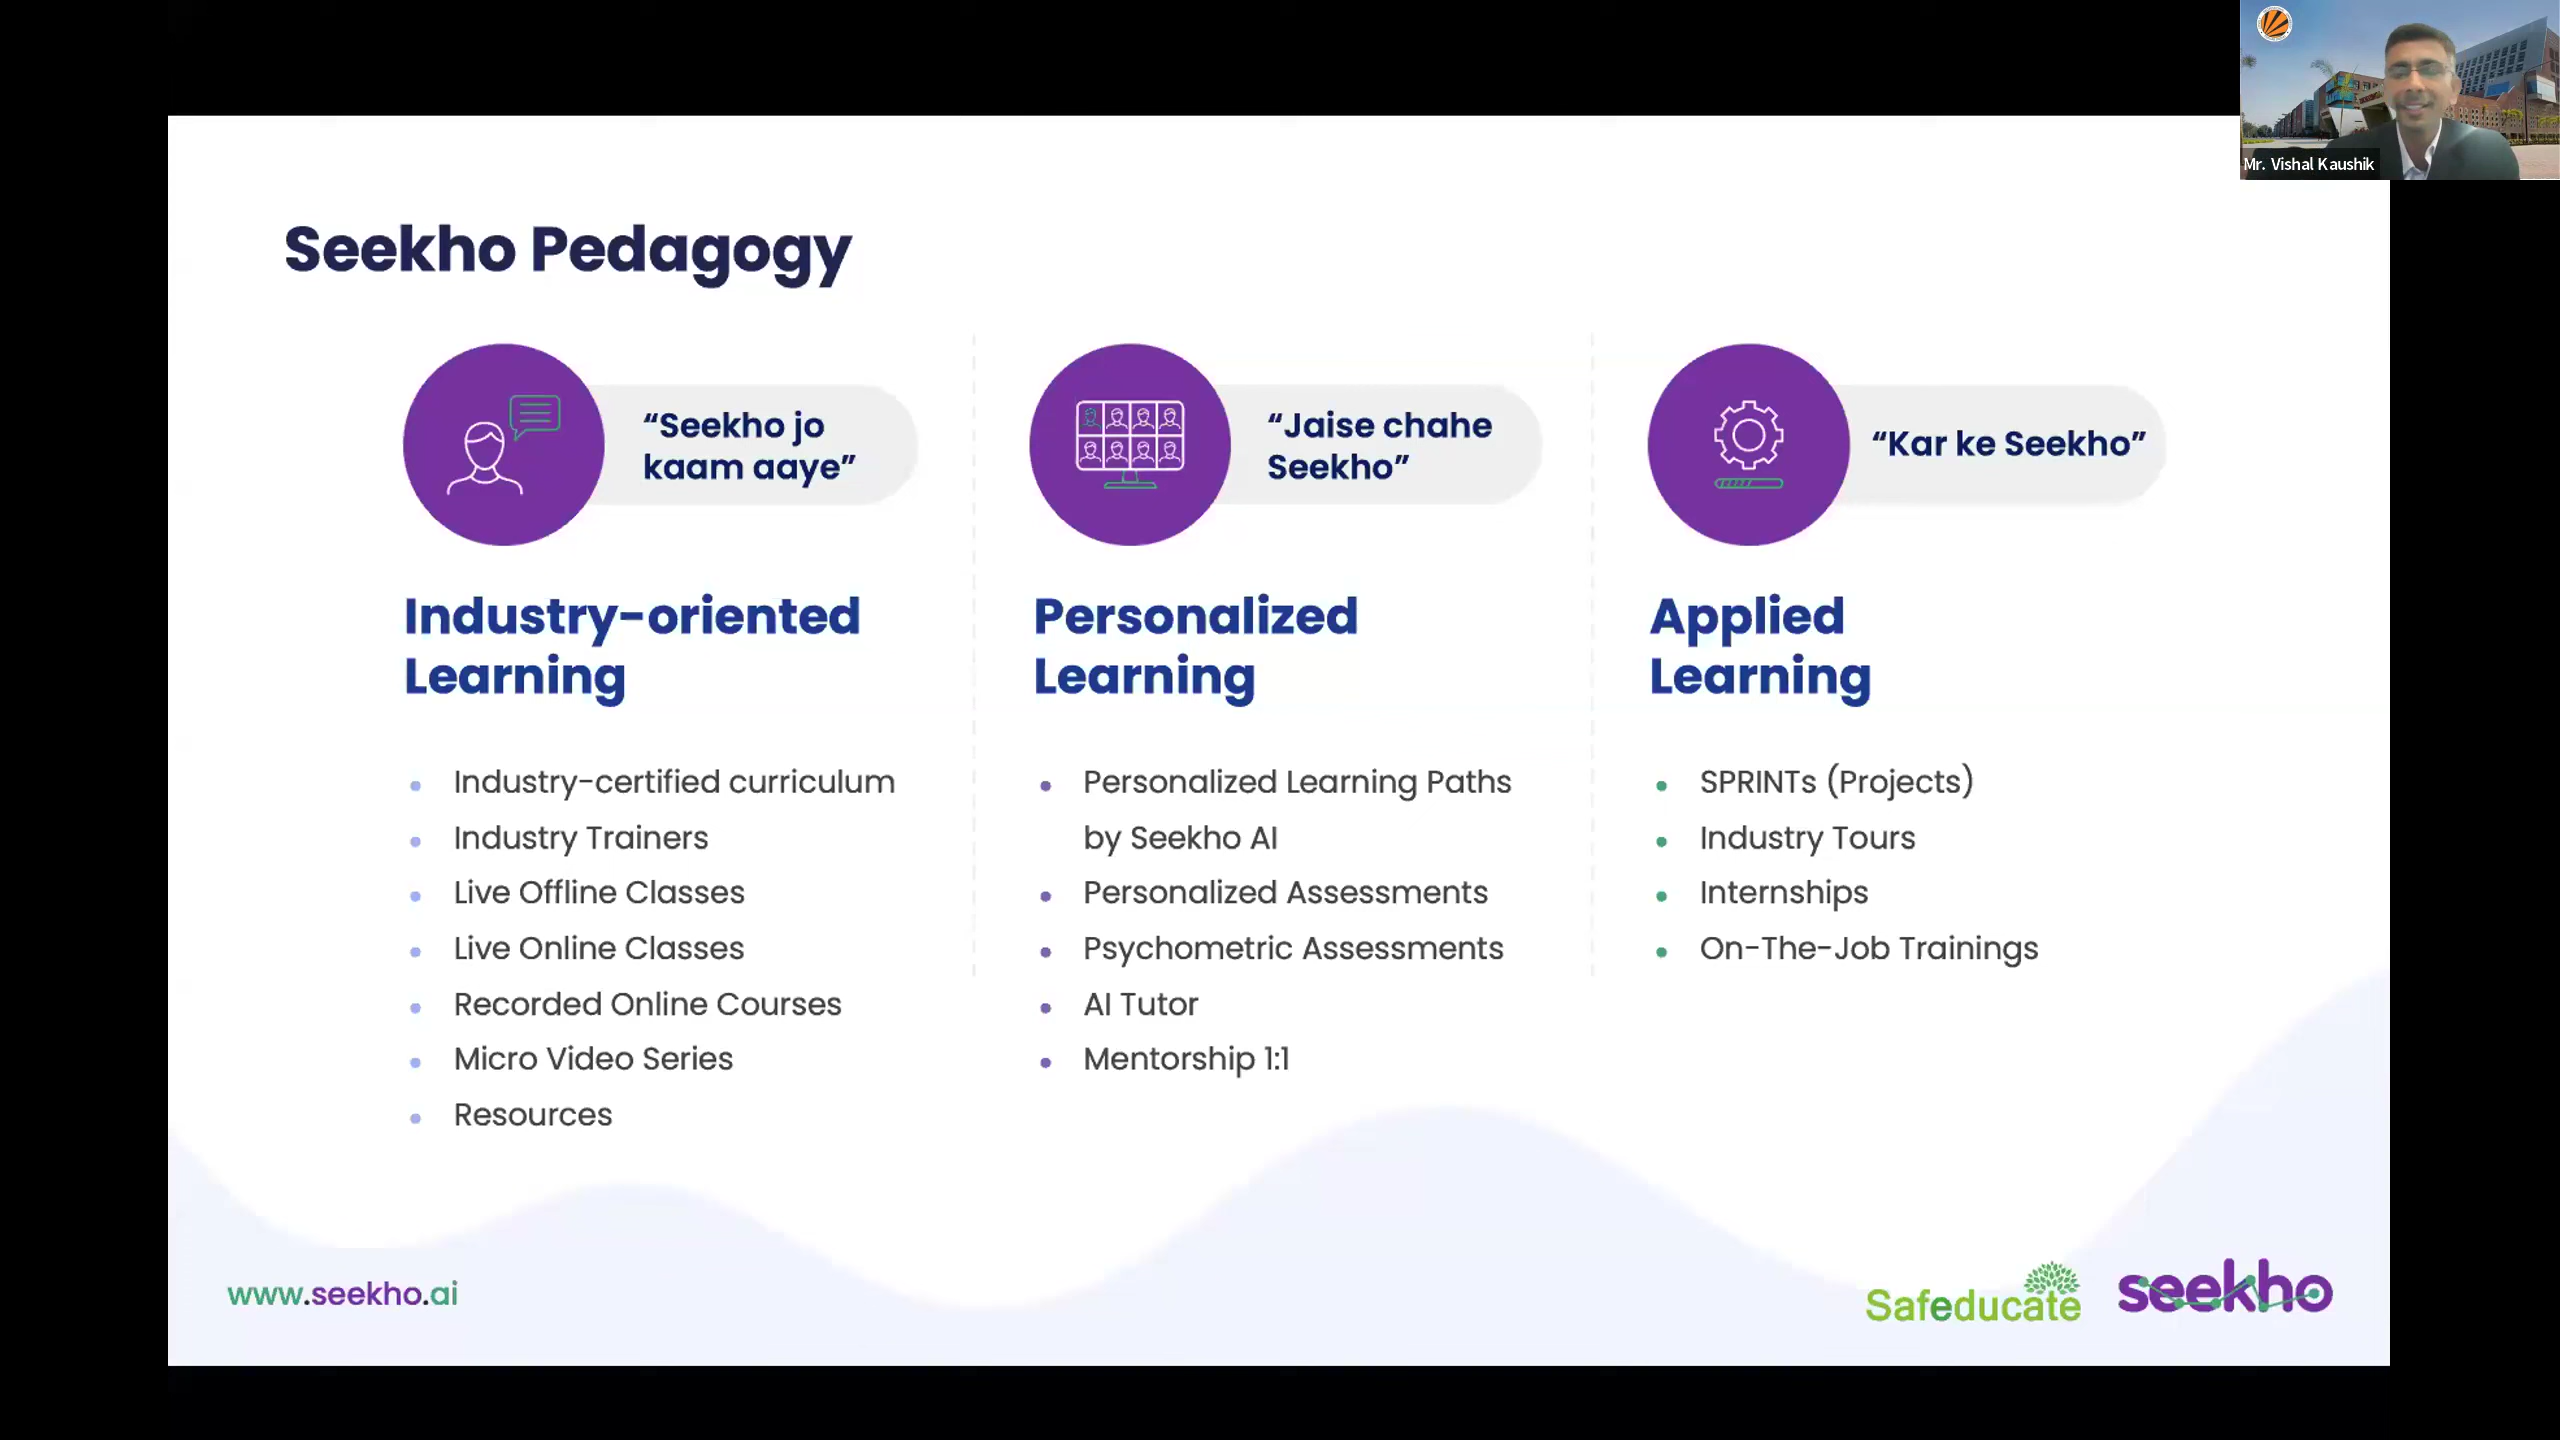 Mr. Vishal Kaushik
Seekho Pedagogy
“Seekho jo
kaam aaye”
Industry-oriented
Learning
• Industry-certified curriculum
• Industry Trainers
• Live Offline Classes
• Live Online Classes
• Recorded Online Courses
• Micro Video Series
• Resources
“Jaise chahe
Seekho”
Personalized
Learning
• Personalized Learning Paths
by Seekho AI
• Personalized Assessments
• Psychometric Assessments
• AI Tutor
• Mentorship 1:1
“Kar ke Seekho”
Applied
Learning
• SPRINTs (Projects)
• Industry Tours
• Internships
• On-The-Job Trainings
www.seekho.ai
Safeducate
seekho